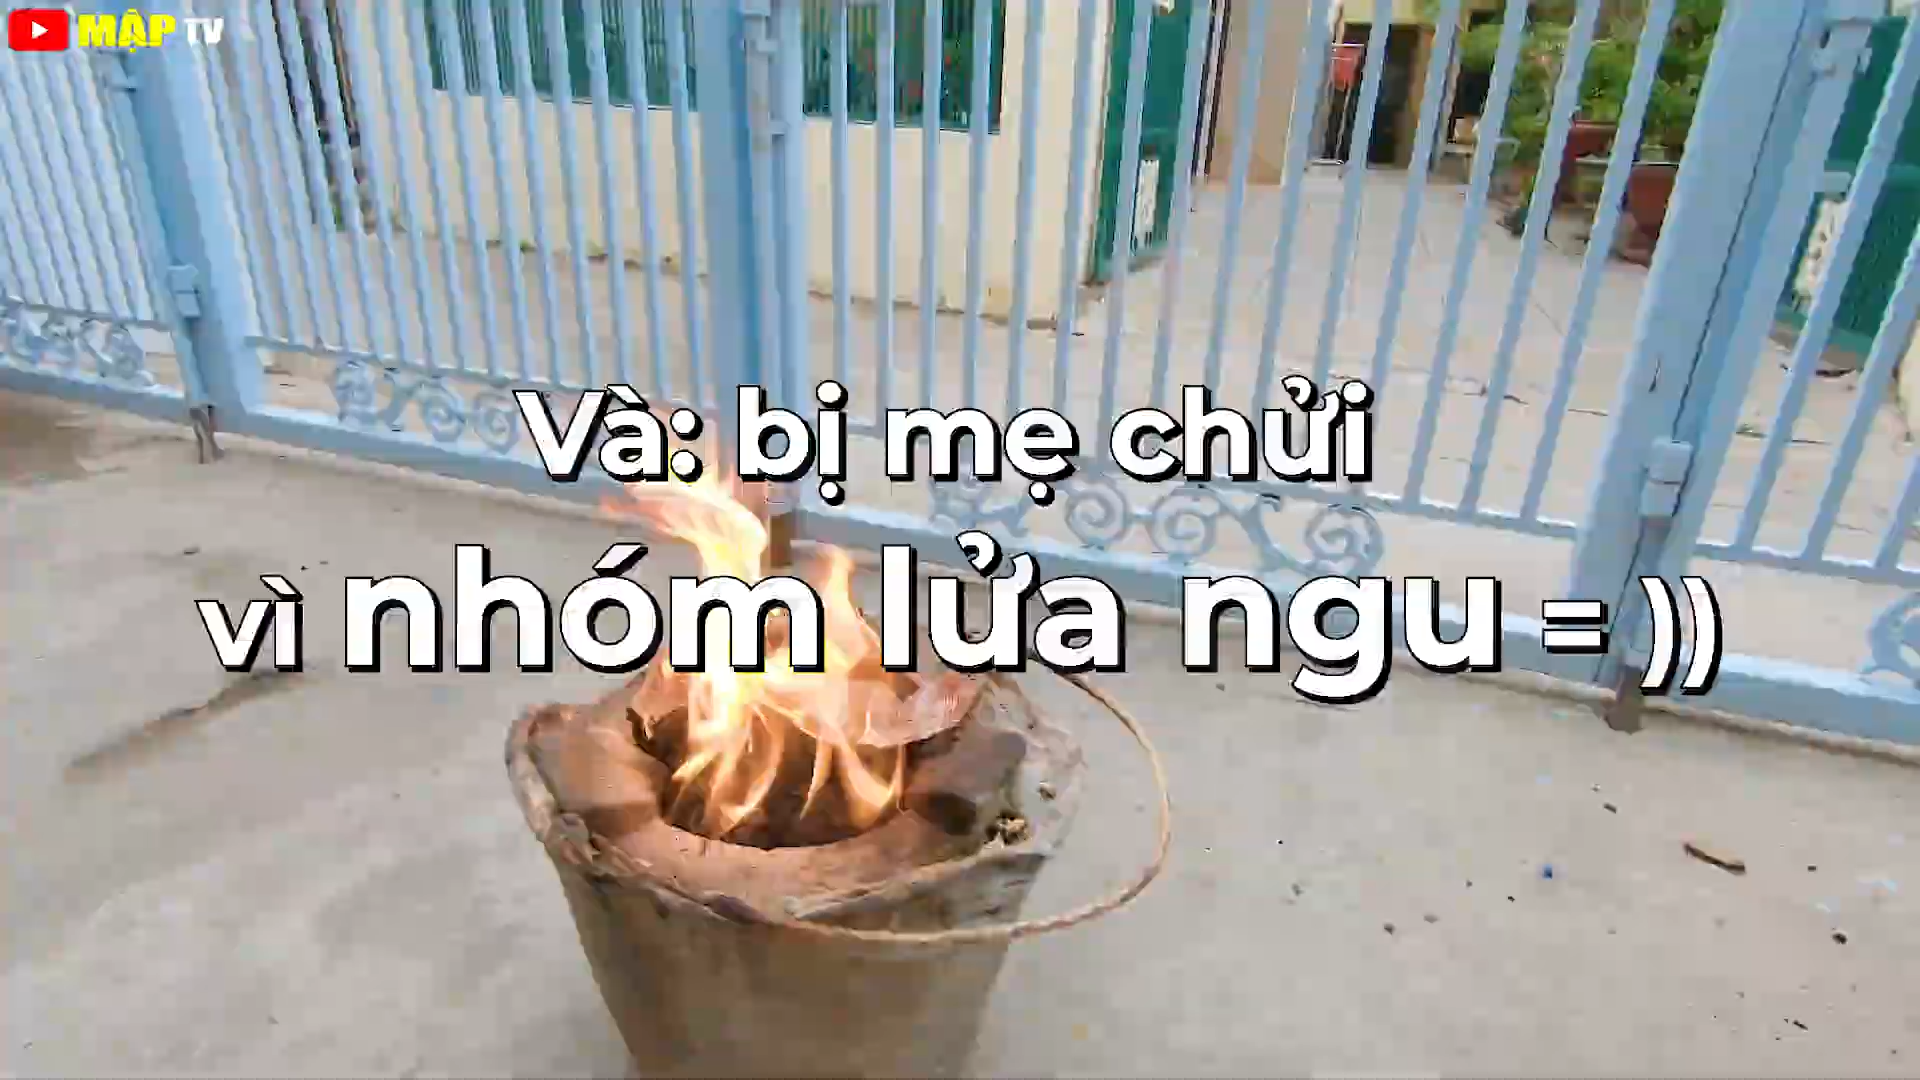 MẬP TV
Và: bị mẹ chửi
vì nhóm lửa ngu =))